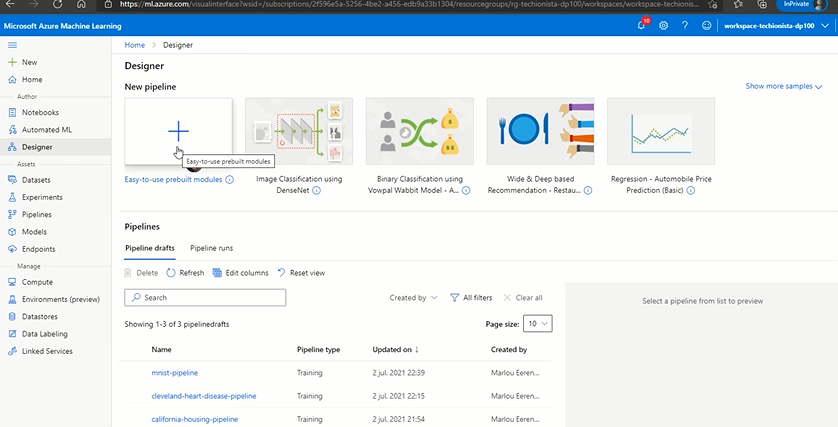 https://ml.azure.com/visualinterface?wsid=/subscriptions/2f596e5a-5256-4be2-a456-edb9a33b1304/resourcegroups/rg-techionista-dp100/workspaces/workspace-techionis...
InPrivate
Microsoft Azure Machine Learning
10
workspace-techionista-dp100
Home > Designer
New
Home
Author
Notebooks
Automated ML
Designer
Assets
Datasets
Experiments
Pipelines
Models
Endpoints
Manage
Compute
Environments (preview)
Datastores
Data Labeling
Linked Services
Designer
New pipeline
Show more samples
Easy-to-use prebuilt modules
Easy-to-use prebuilt modules
Image Classification using
DenseNet
Binary Classification using
Vowpal Wabbit Model - A...
Wide & Deep based
Recommendation - Restau...
Regression - Automobile Price
Prediction (Basic)
Pipelines
Pipeline drafts Pipeline runs
Delete Refresh Edit columns Reset view
Search
Created by All filters Clear all
Showing 1-3 of 3 pipelinedrafts
Page size: 10
Name Pipeline type Updated on ↓ Created by
mnist-pipeline Training 2 jul. 2021 22:39 Marlou Eeren...
cleveland-heart-disease-pipeline Training 2 jul. 2021 22:15 Marlou Eeren...
california-housing-pipeline Training 2 jul. 2021 21:54 Marlou Eeren...
Select a pipeline from list to preview